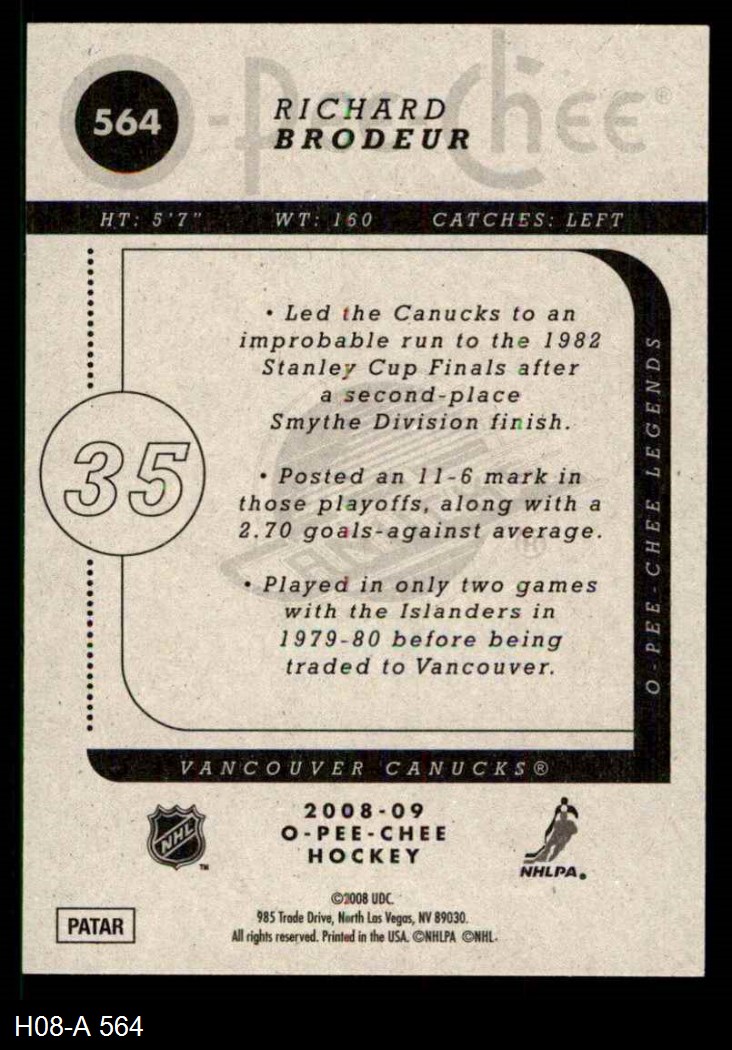 564
O-Pee-Chee®
RICHARD
BRODEUR
HT: 5'7" WT: 160 CATCHES: LEFT
• Led the Canucks to an
improbable run to the 1982
Stanley Cup Finals after
a second-place
Smythe Division finish.
• Posted an 11-6 mark in
those playoffs, along with a
2.70 goals-against average.
• Played in only two games
with the Islanders in
1979-80 before being
traded to Vancouver.
35
O-PEE-CHEE LEGENDS
VANCOUVER CANUCKS®
NHL
TM
2008-09
O-PEE-CHEE
HOCKEY
NHLPA.
©2008 UDC.
985 Trade Drive, North Las Vegas, NV 89030.
All rights reserved. Printed in the USA. ©NHLPA ©NHL.
PATAR
H08-A 564